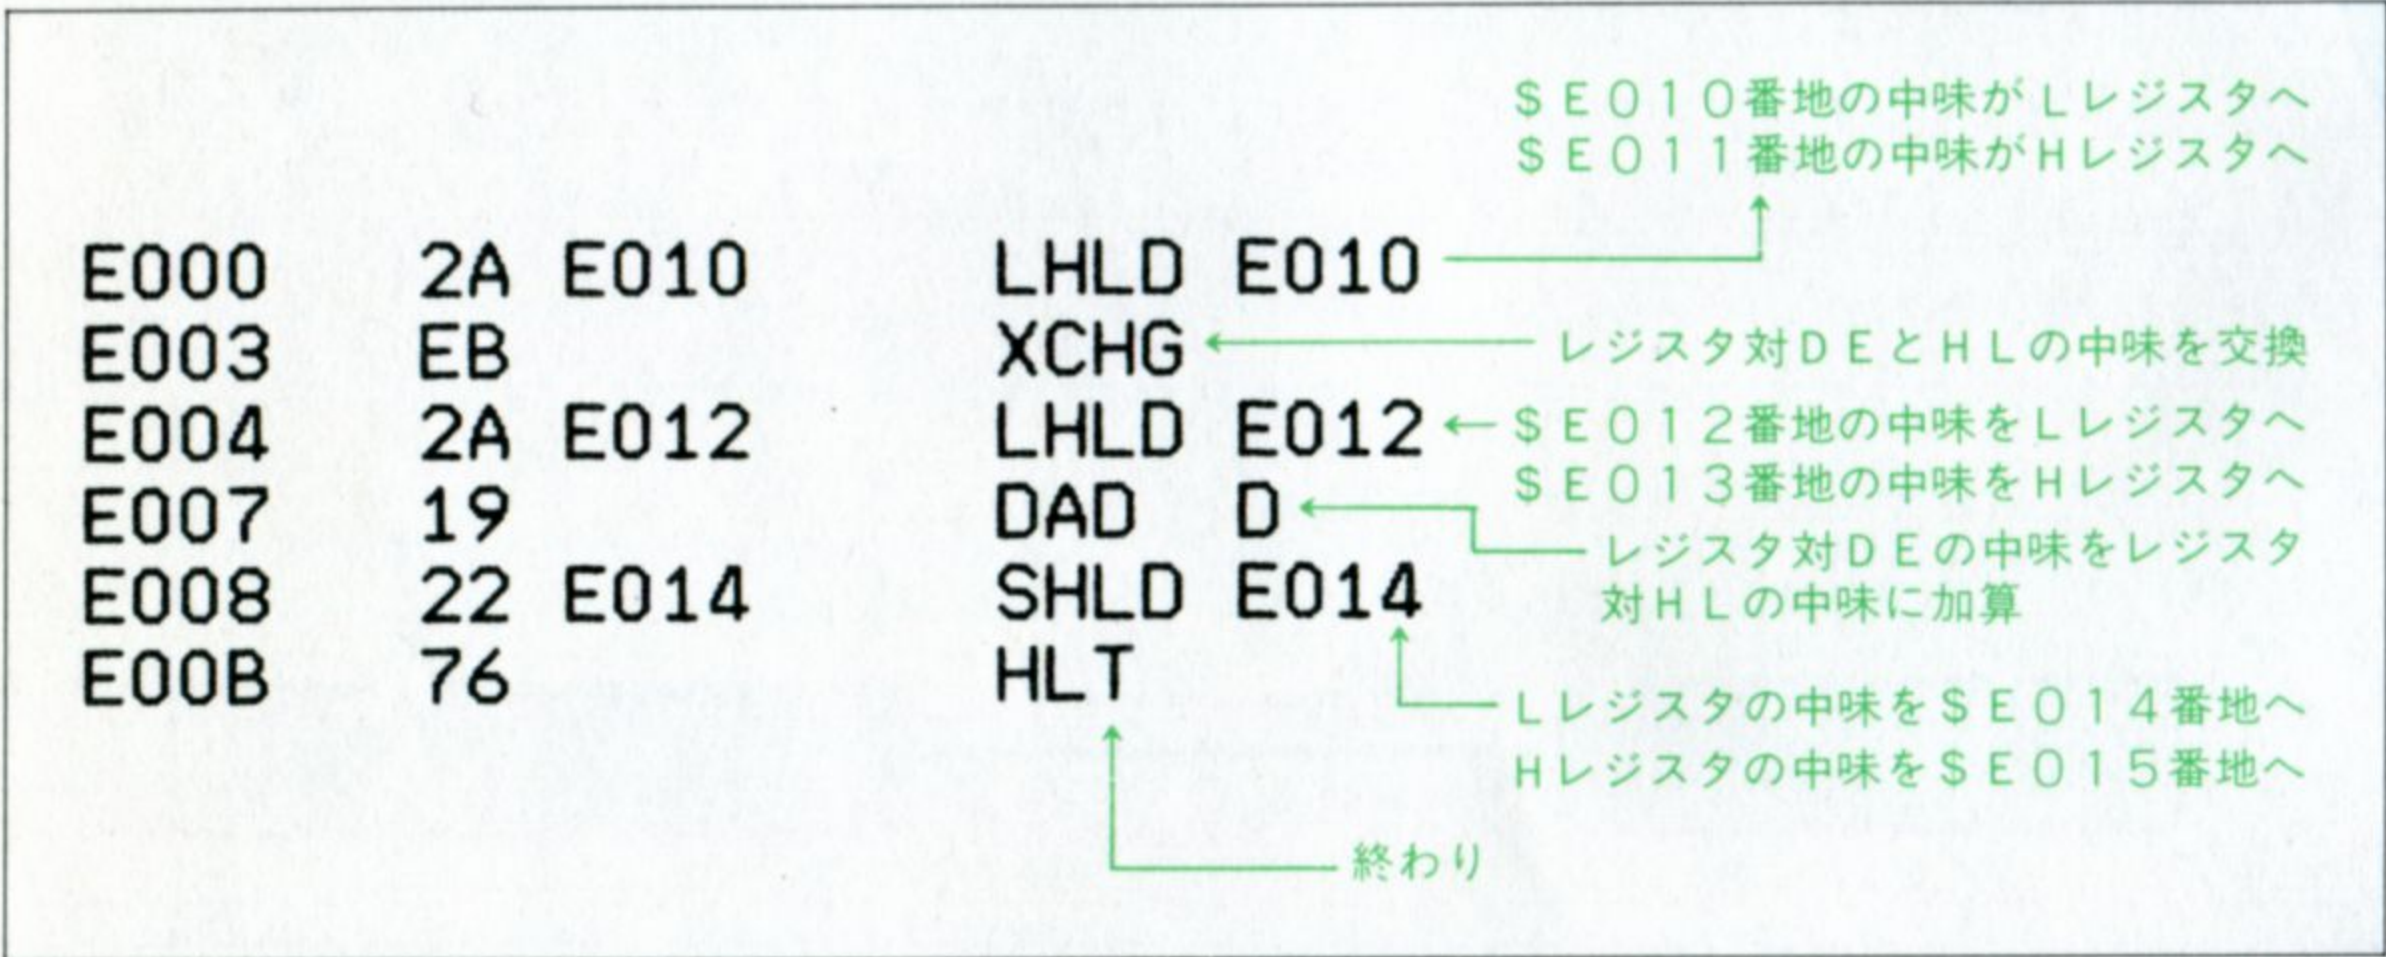 ＄Ｅ０１０番地の中味がＬレジスタへ
＄Ｅ０１１番地の中味がＨレジスタへ
E000 2A E010 LHLD E010
E003 EB XCHG レジスタ対ＤＥとＨＬの中味を交換
E004 2A E012 LHLD E012 ＄Ｅ０１２番地の中味をＬレジスタへ
＄Ｅ０１３番地の中味をＨレジスタへ
E007 19 DAD D
レジスタ対ＤＥの中味をレジスタ
対ＨＬの中味に加算
E008 22 E014 SHLD E014
E00B 76 HLT
Ｌレジスタの中味を＄Ｅ０１４番地へ
Ｈレジスタの中味を＄Ｅ０１５番地へ
終わり